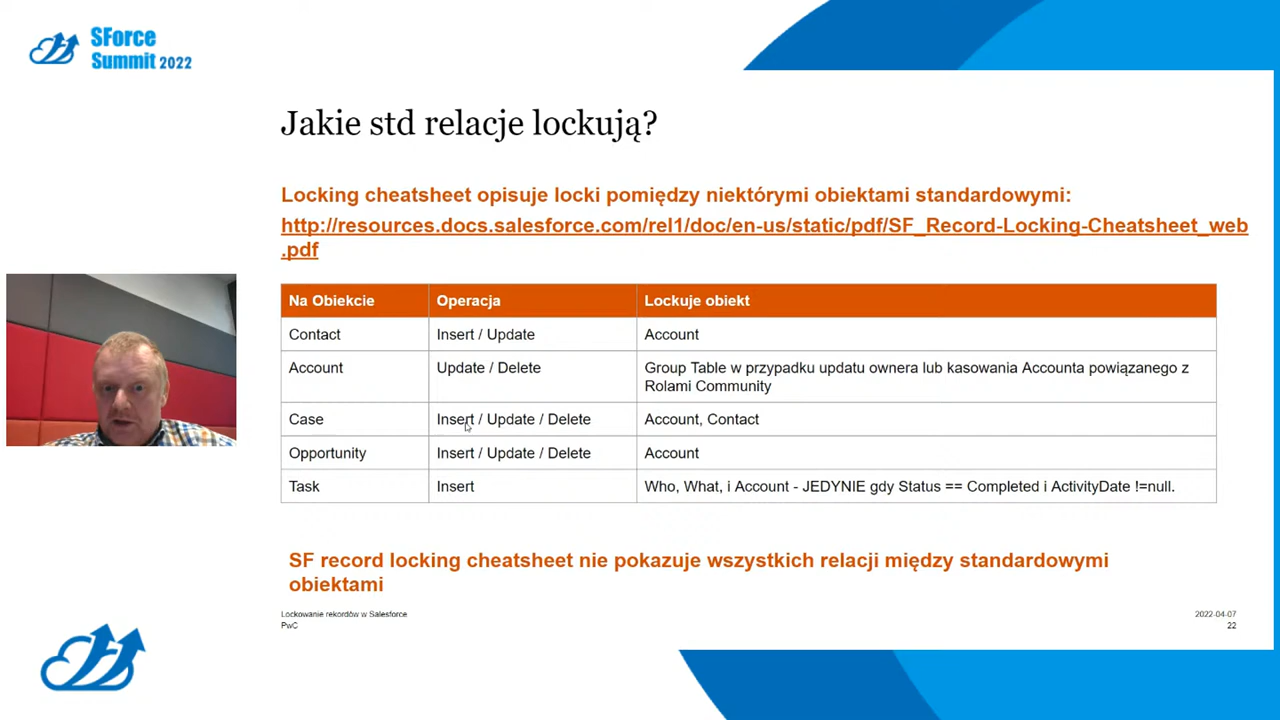 SForce
Summit 2022
Jakie std relacje lockują?
Locking cheatsheet opisuje locki pomiędzy niektórymi obiektami standardowymi:
http://resources.docs.salesforce.com/rel1/doc/en-us/static/pdf/SF_Record-Locking-Cheatsheet_web
.pdf
Na Obiekcie Operacja Lockuje obiekt
Contact Insert / Update Account
Account Update / Delete Group Table w przypadku updatu ownera lub kasowania Accounta powiązanego z
Rolami Community
Case Insert / Update / Delete Account, Contact
Opportunity Insert / Update / Delete Account
Task Insert Who, What, i Account - JEDYNIE gdy Status == Completed i ActivityDate !=null.
SF record locking cheatsheet nie pokazuje wszystkich relacji między standardowymi
obiektami
Lockowanie rekordów w Salesforce 2022-04-07
PwC 22